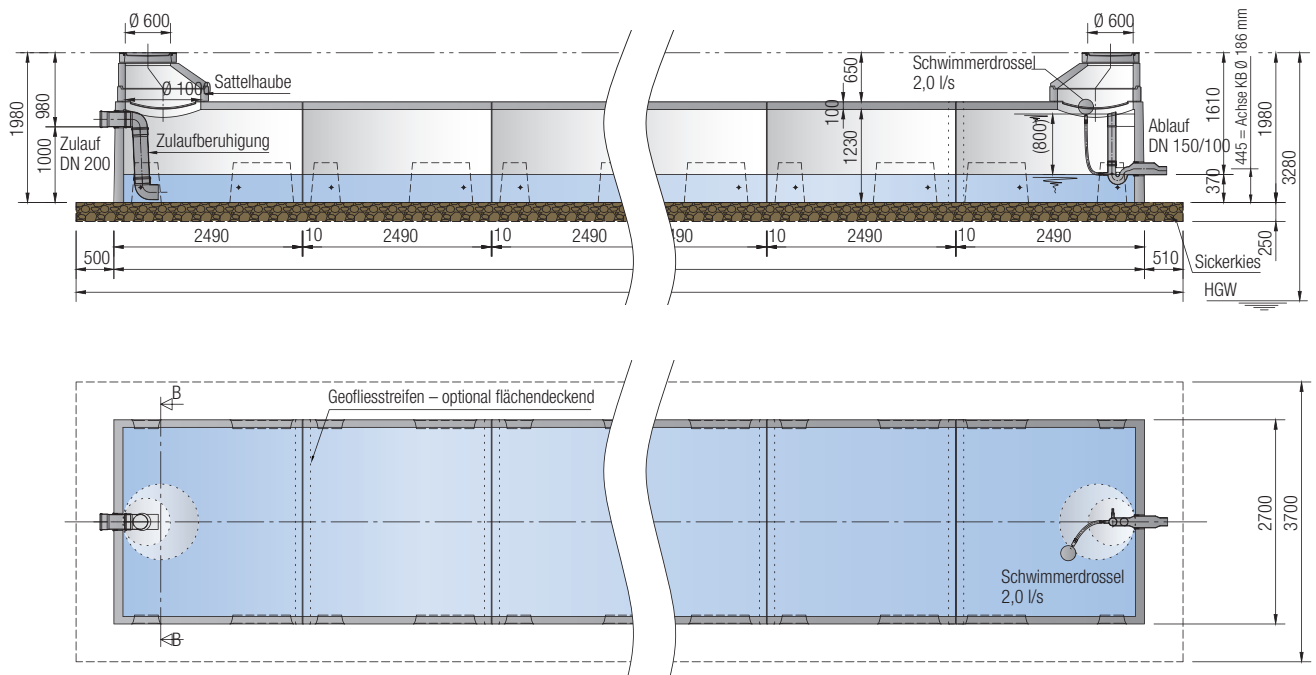 Ø 600
Ø 600
Sattelhaube
Ø 1000
Zulaufberuhigung
Zulauf
DN 200
1980
980
1000
Schwimmerdrossel
2,0 l/s
650
100
1230
(800)
Ablauf
DN 150/100
1610
370
445 = Achse KB Ø 186 mm
1980
3280
250
2490
10
2490
10
2490
10
2490
10
2490
500
510
Sickerkies
HGW
B
Geofliesstreifen – optional flächendeckend
B
Schwimmerdrossel
2,0 l/s
2700
3700